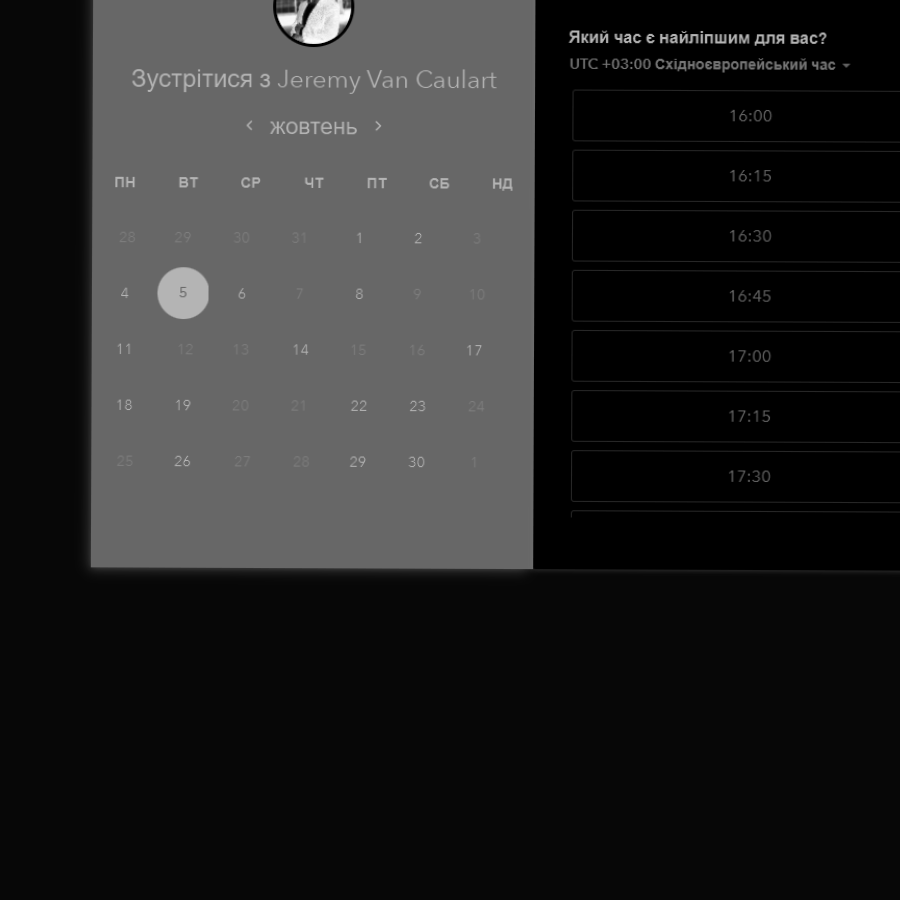 Зустрітися з Jeremy Van Caulart
жовтень
ПН ВТ СР ЧТ ПТ СБ НД
28 29 30 31 1 2 3
4 5 6 7 8 9 10
11 12 13 14 15 16 17
18 19 20 21 22 23 24
25 26 27 28 29 30 1
Який час є найліпшим для вас?
UTC +03:00 Східноєвропейський час
16:00
16:15
16:30
16:45
17:00
17:15
17:30